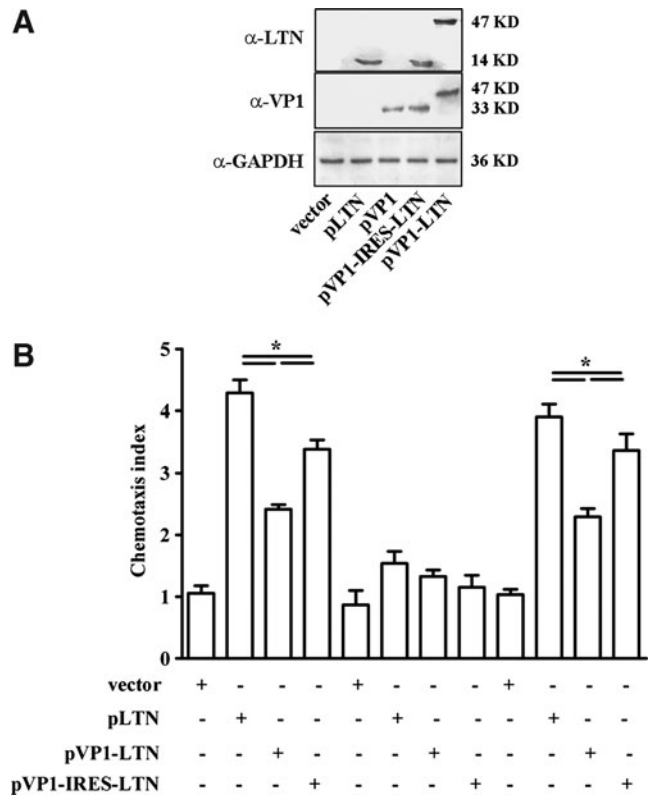 A
α-LTN
47 KD
14 KD
α-VP1
47 KD
33 KD
α-GAPDH
36 KD
vector
pLTN
pVP1
pVP1-IRES-LTN
pVP1-LTN
B
Chemotaxis index
5
4
3
2
1
0
* *
vector + - - - + - - - + - - -
pLTN - + - - - + - - - + - -
pVP1-LTN - - + - - - + - - - + -
pVP1-IRES-LTN - - - + - - - + - - - +